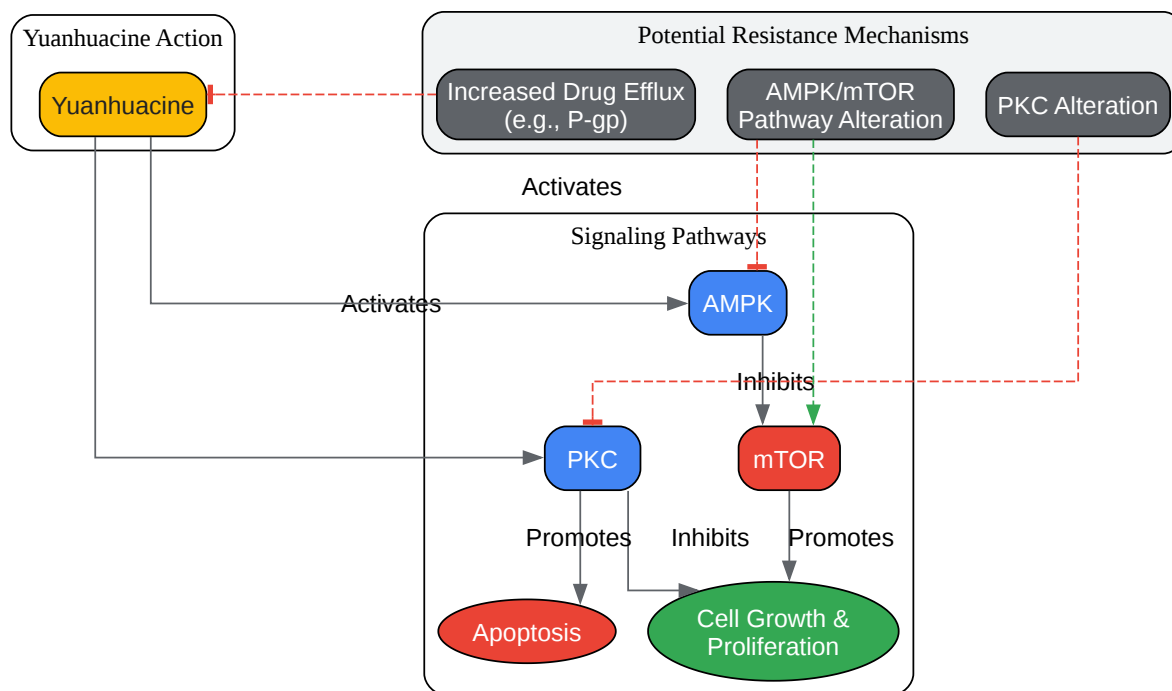 Yuanhuacine Action
Yuanhuacine
Potential Resistance Mechanisms
Increased Drug Efflux
(e.g., P-gp)
AMPK/mTOR
Pathway Alteration
PKC Alteration
Activates
Signaling Pathways
Activates
AMPK
Inhibits
PKC
mTOR
Promotes
Inhibits
Promotes
Apoptosis
Cell Growth &
Proliferation